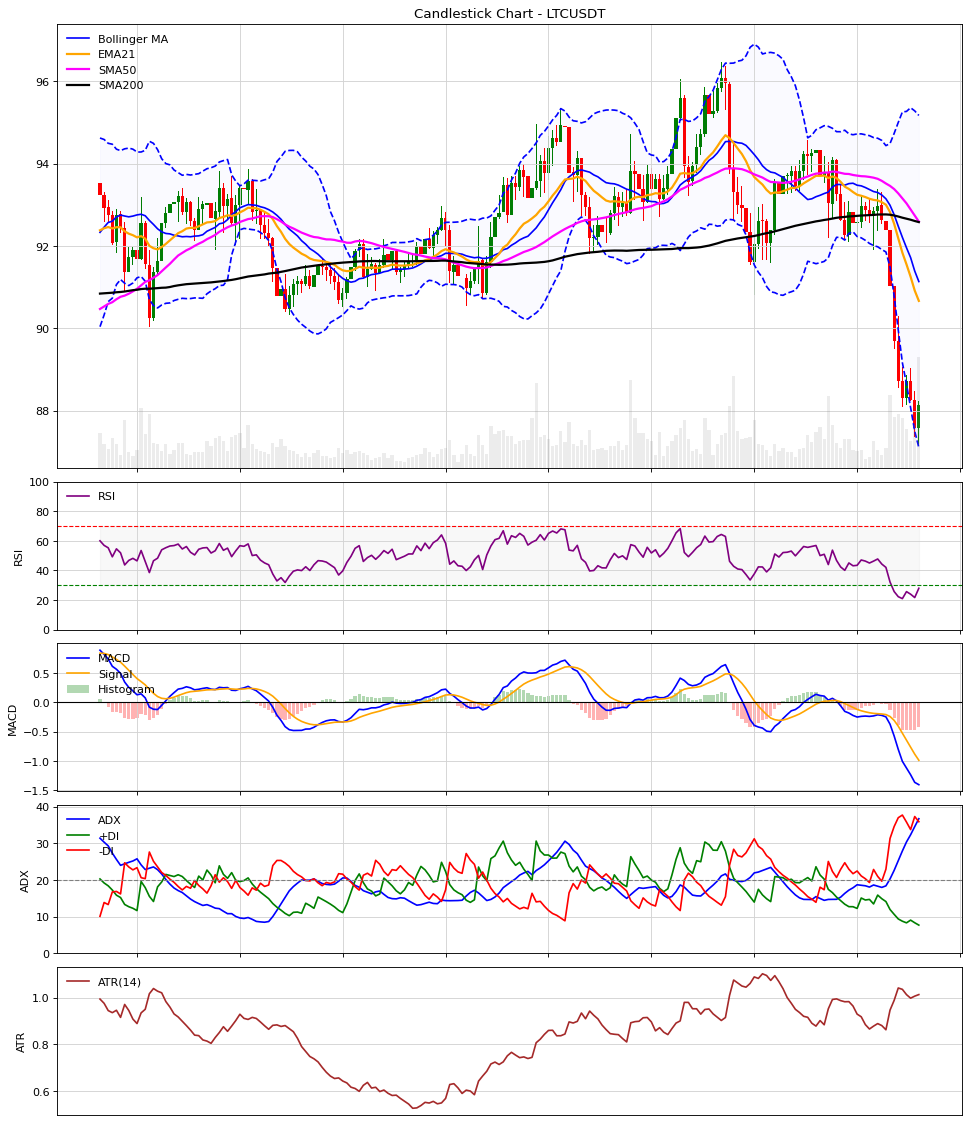 Candlestick Chart - LTCUSDT
Bollinger MA
EMA21
SMA50
SMA200
96
94
92
90
88
RSI
100
80
60
40
20
0
RSI
MACD
Signal
Histogram
0.5
0.0
−0.5
−1.0
−1.5
MACD
ADX
+DI
-DI
40
30
20
10
0
ADX
ATR(14)
1.0
0.8
0.6
ATR